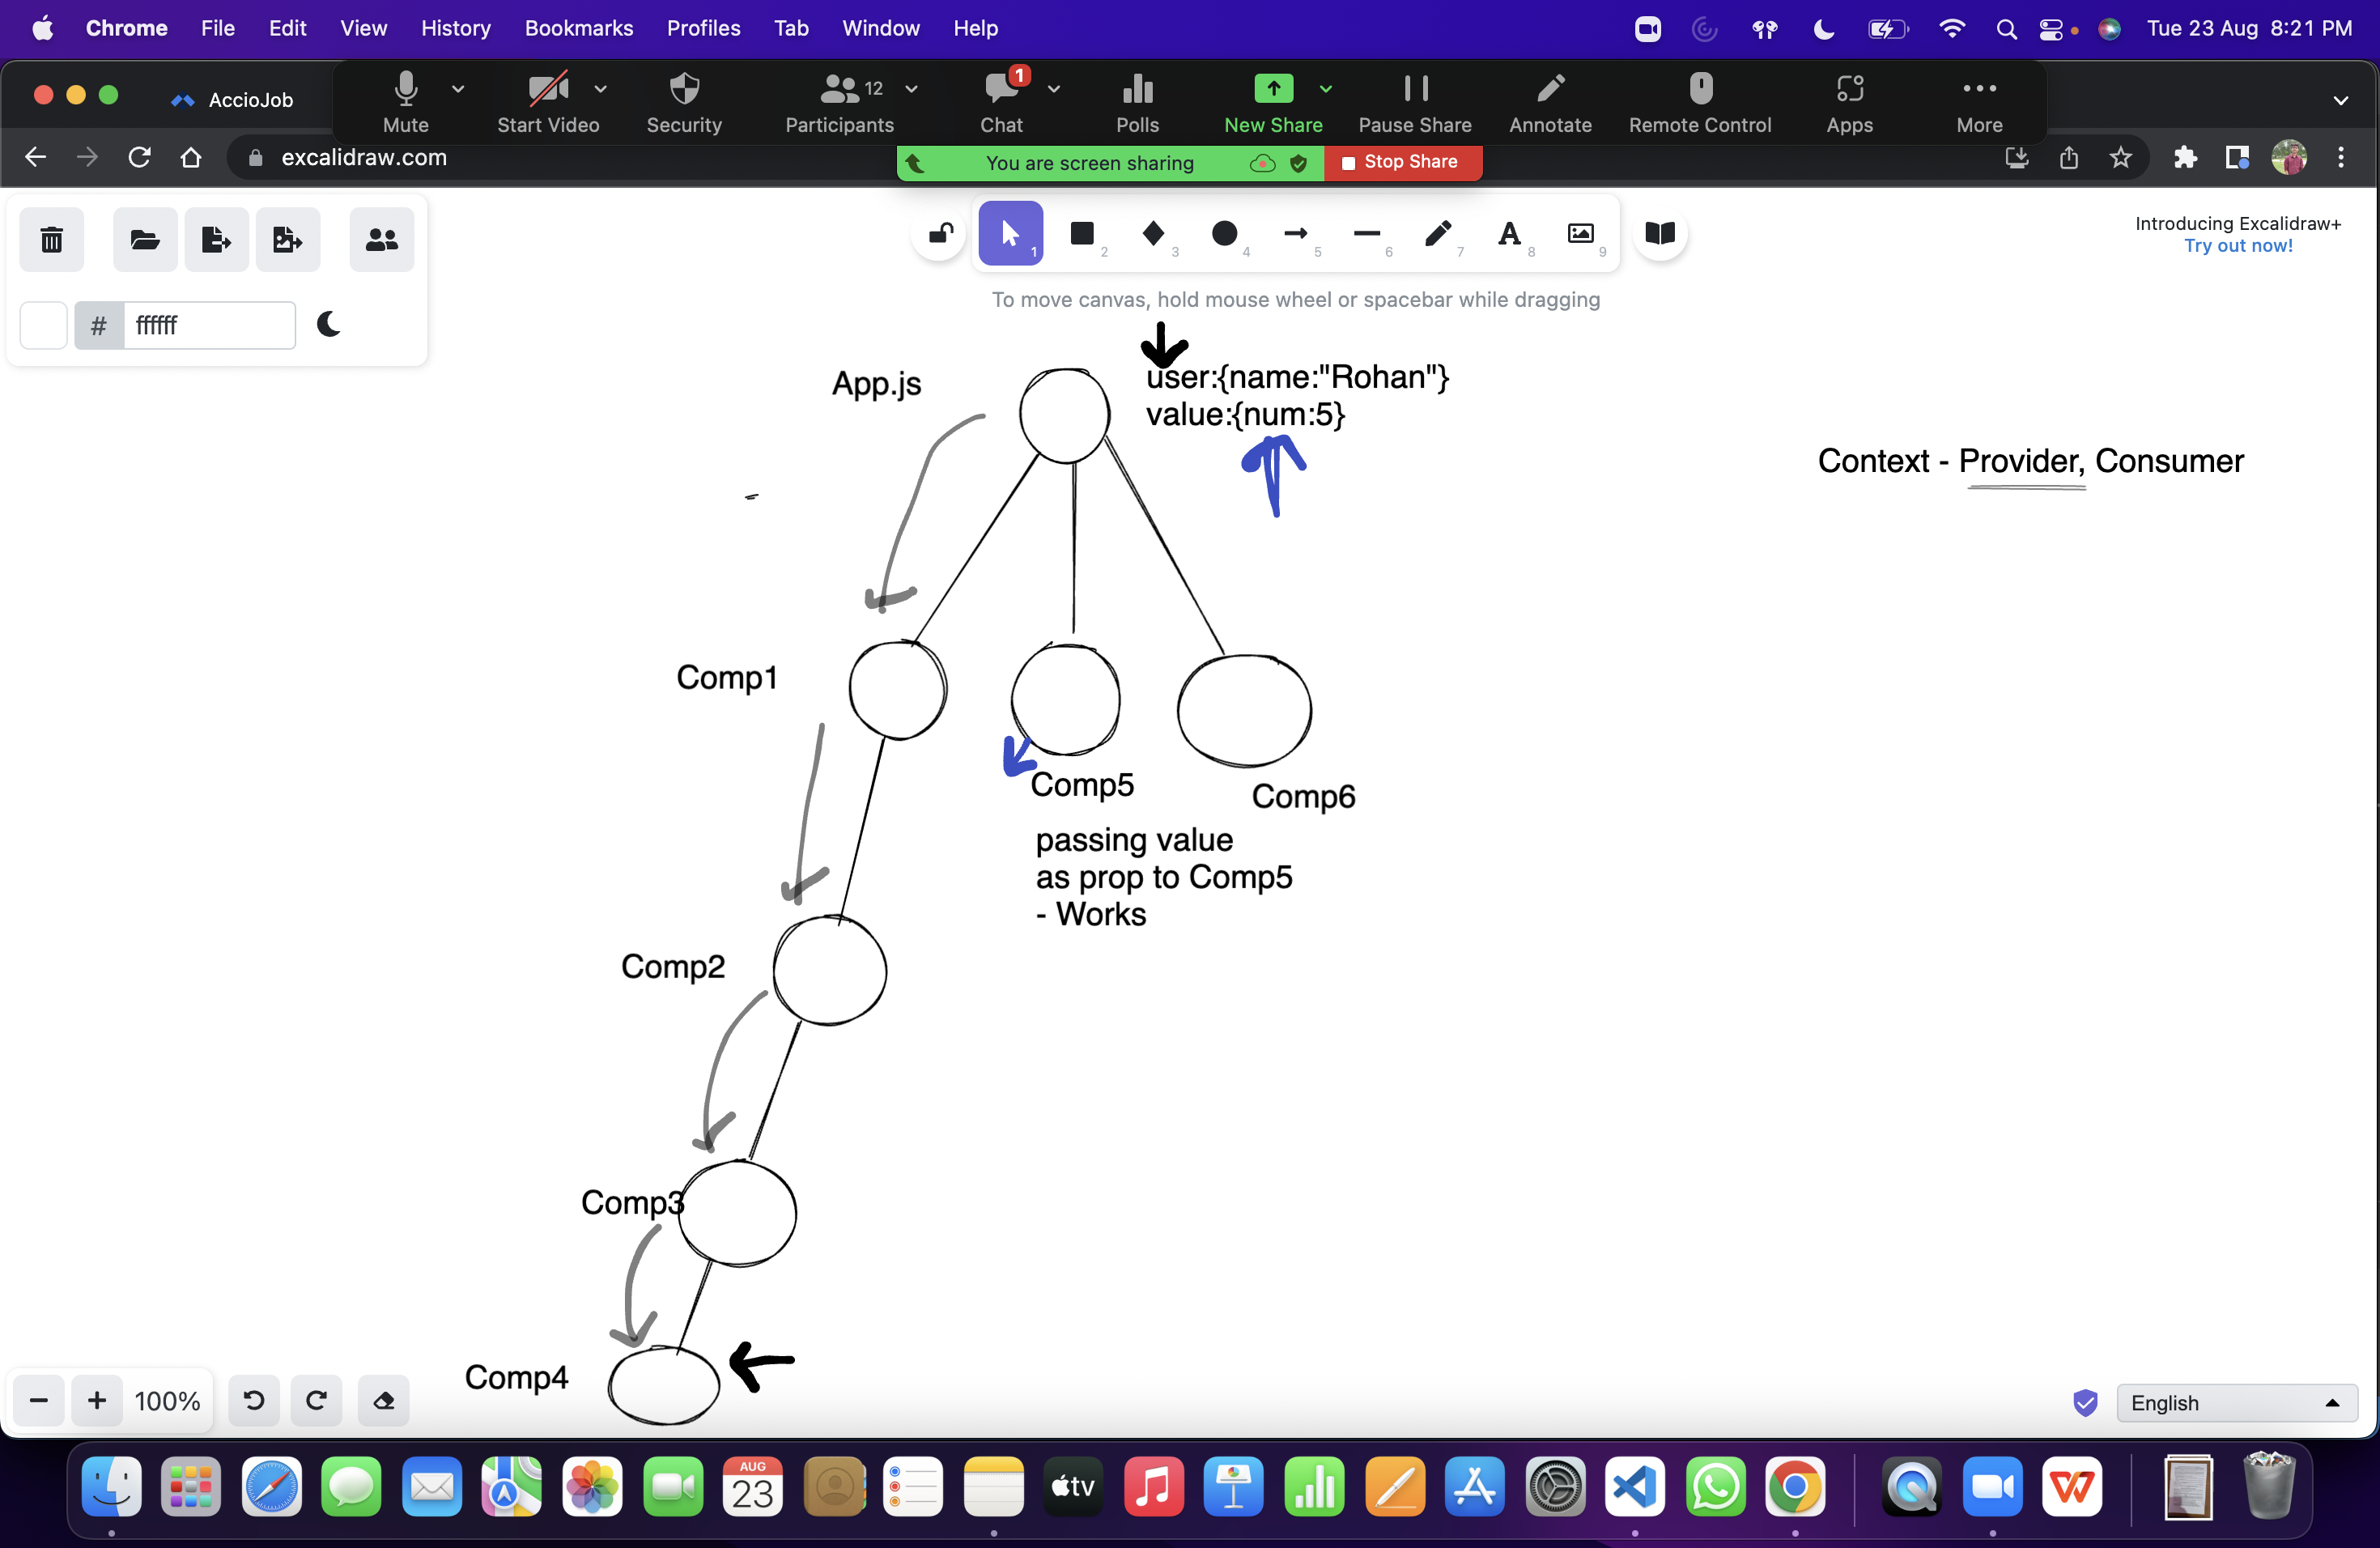 Chrome File Edit View History Bookmarks Profiles Tab Window Help Tue 23 Aug 8:21 PM
AccioJob
Mute Start Video Security Participants 12 Chat 1 Polls New Share Pause Share Annotate Remote Control Apps More
excalidraw.com
You are screen sharing Stop Share
1 2 3 4 5 6 7 A 8 9
Introducing Excalidraw+
Try out now!
# ffffff
To move canvas, hold mouse wheel or spacebar while dragging
App.js
user:{name:"Rohan"}
value:{num:5}
Context - Provider, Consumer
Comp1
Comp5
Comp6
passing value
as prop to Comp5
- Works
Comp2
Comp3
Comp4
100%
English
AUG
23
tv